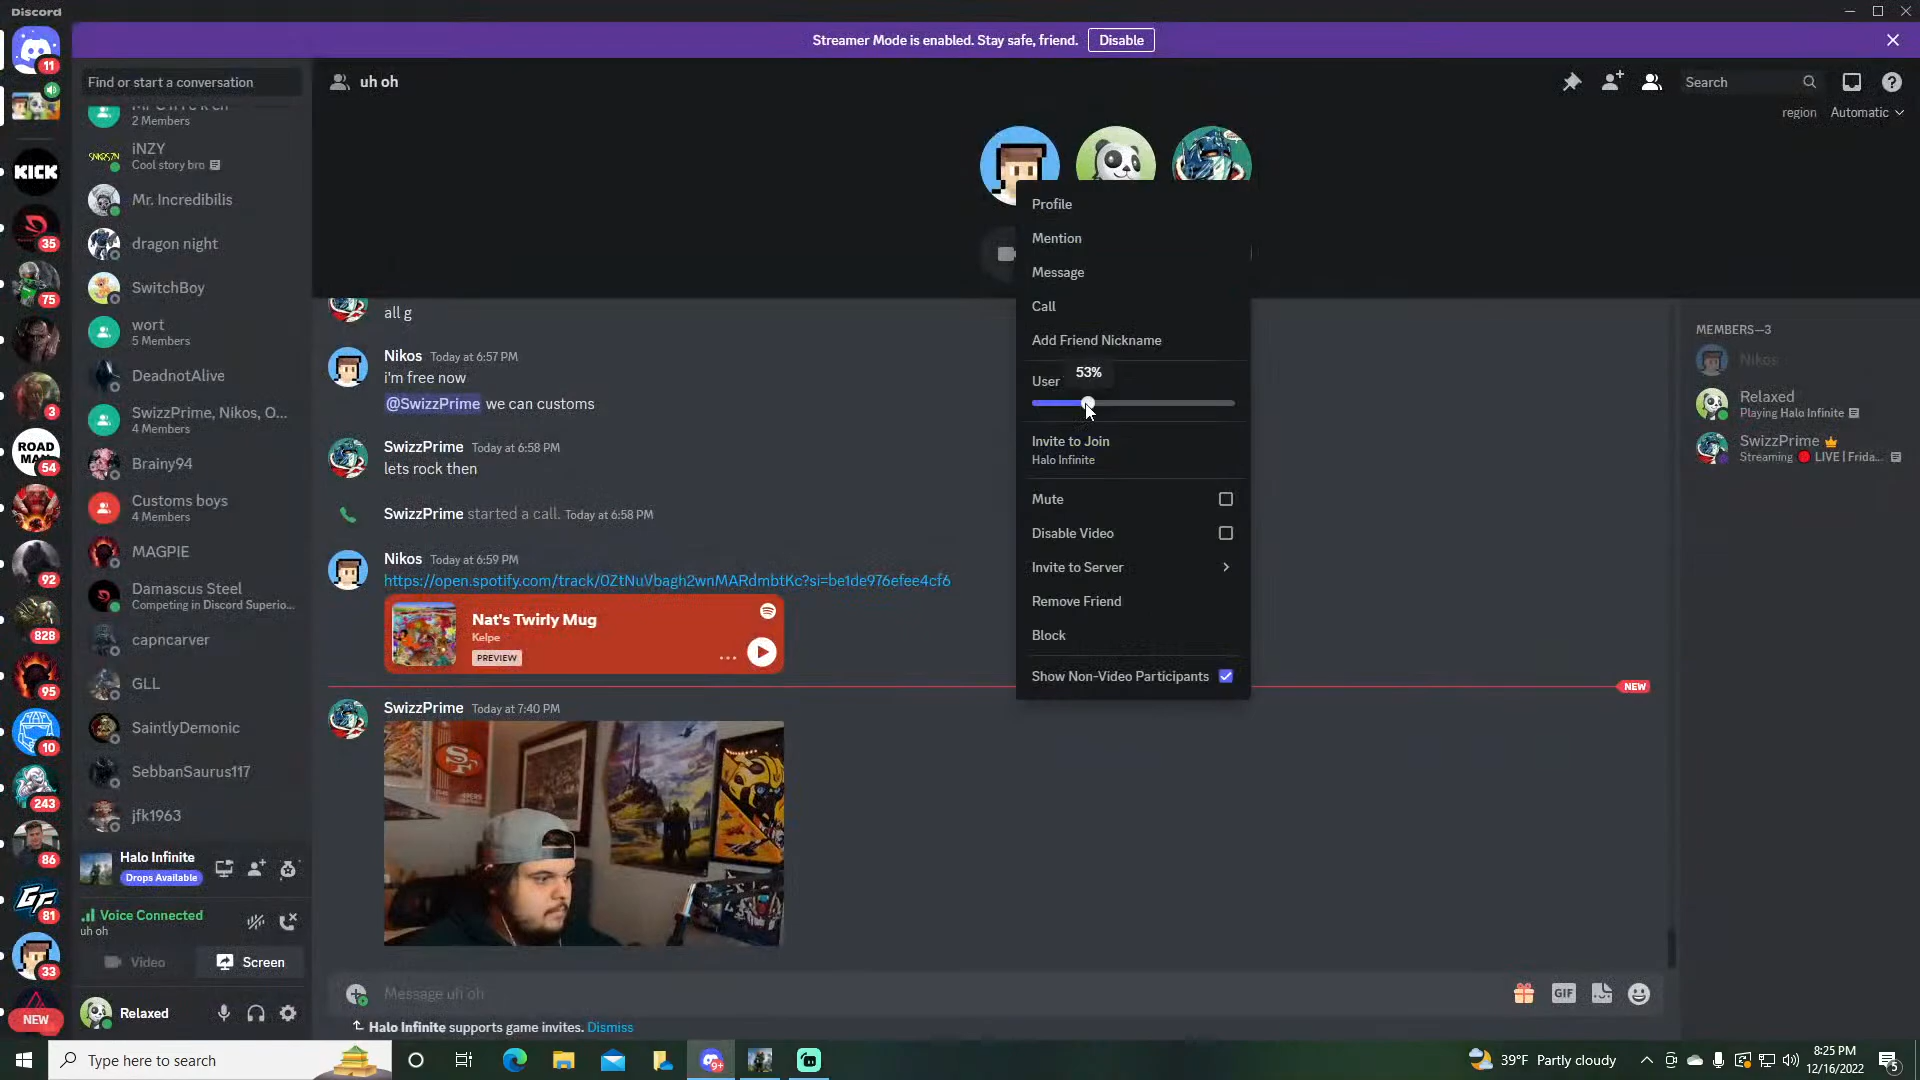 Discord
Streamer Mode is enabled. Stay safe, friend. Disable
11
Find or start a conversation
uh oh
Search
region Automatic
2 Members
iNZY
Cool story bro
Mr. Incredibilis
dragon night
SwitchBoy
wort
5 Members
DeadnotAlive
SwizzPrime, Nikos, O...
4 Members
Brainy94
Customs boys
4 Members
MAGPIE
Damascus Steel
Competing in Discord Superio...
capncarver
GLL
SaintlyDemonic
SebbanSaurus117
jfk1963
KICK
35
75
3
ROAD
MA
54
92
828
95
10
243
86
81
33
NEW
Halo Infinite
Drops Available
Voice Connected
uh oh
Video
Screen
Relaxed
all g
Nikos Today at 6:57 PM
i'm free now
@SwizzPrime we can customs
SwizzPrime Today at 6:58 PM
lets rock then
SwizzPrime started a call. Today at 6:58 PM
Nikos Today at 6:59 PM
https://open.spotify.com/track/0ZtNuVbagh2wnMARdmbtKc?si=be1de976efee4cf6
Nat's Twirly Mug
Kelpe
PREVIEW
NEW
SwizzPrime Today at 7:40 PM
SF
Message uh oh
GIF
Halo Infinite supports game invites. Dismiss
Profile
Mention
Message
Call
Add Friend Nickname
53%
User
Invite to Join
Halo Infinite
Mute
Disable Video
Invite to Server
Remove Friend
Block
Show Non-Video Participants
MEMBERS—3
Nikos
Relaxed
Playing Halo Infinite
SwizzPrime
Streaming LIVE | Frida...
Type here to search
9+
39°F Partly cloudy
8:25 PM
12/16/2022
5